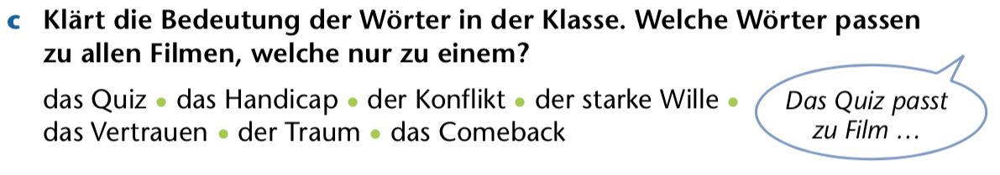 c Klärt die Bedeutung der Wörter in der Klasse. Welche Wörter passen
zu allen Filmen, welche nur zu einem?
das Quiz • das Handicap • der Konflikt • der starke Wille •
das Vertrauen • der Traum • das Comeback
Das Quiz passt
zu Film …